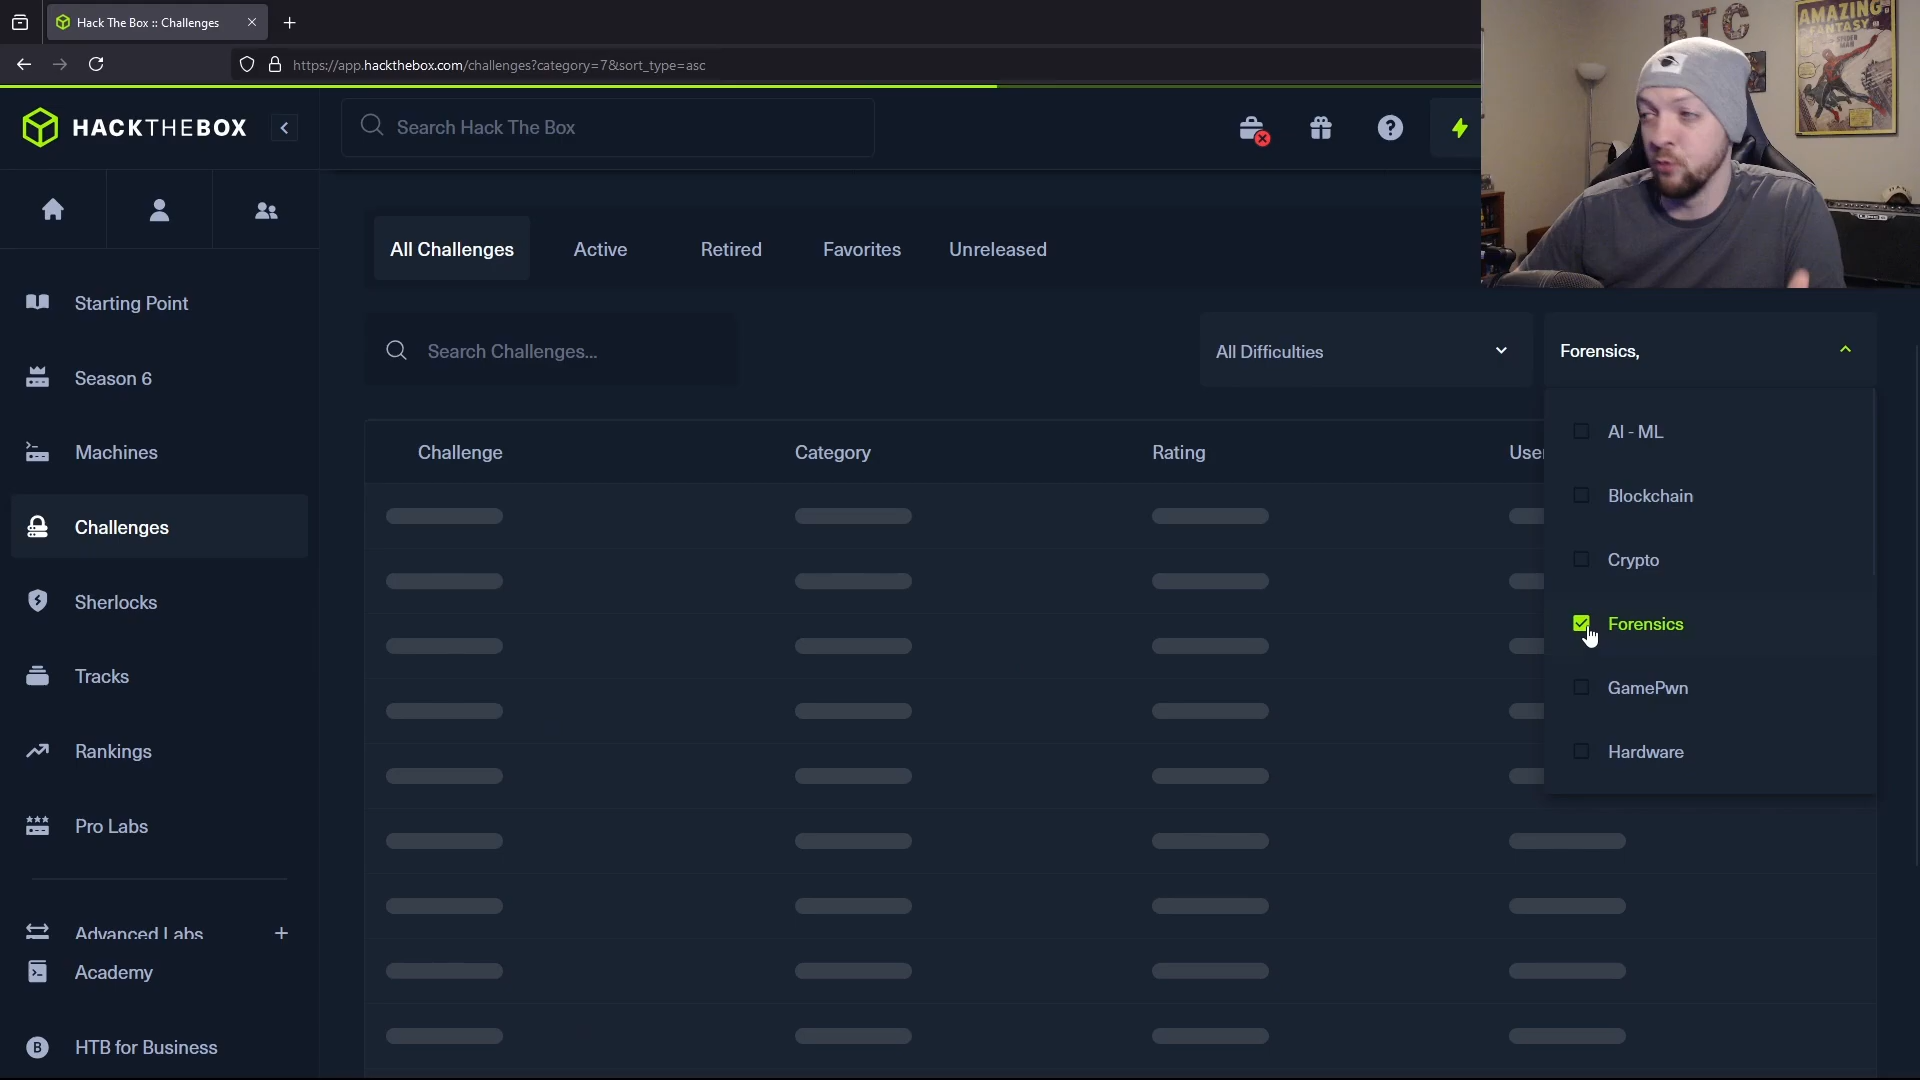 Hack The Box :: Challenges
https://app.hackthebox.com/challenges?category=7&sort_type=asc
HACKTHEBOX
Search Hack The Box
BTC
AMAZING
FANTASY
All Challenges
Active
Retired
Favorites
Unreleased
Starting Point
Season 6
Machines
Challenges
Sherlocks
Tracks
Rankings
Pro Labs
Advanced Labs
Academy
HTB for Business
Search Challenges...
All Difficulties
Forensics,
Challenge
Category
Rating
User
AI - ML
Blockchain
Crypto
Forensics
GamePwn
Hardware
B